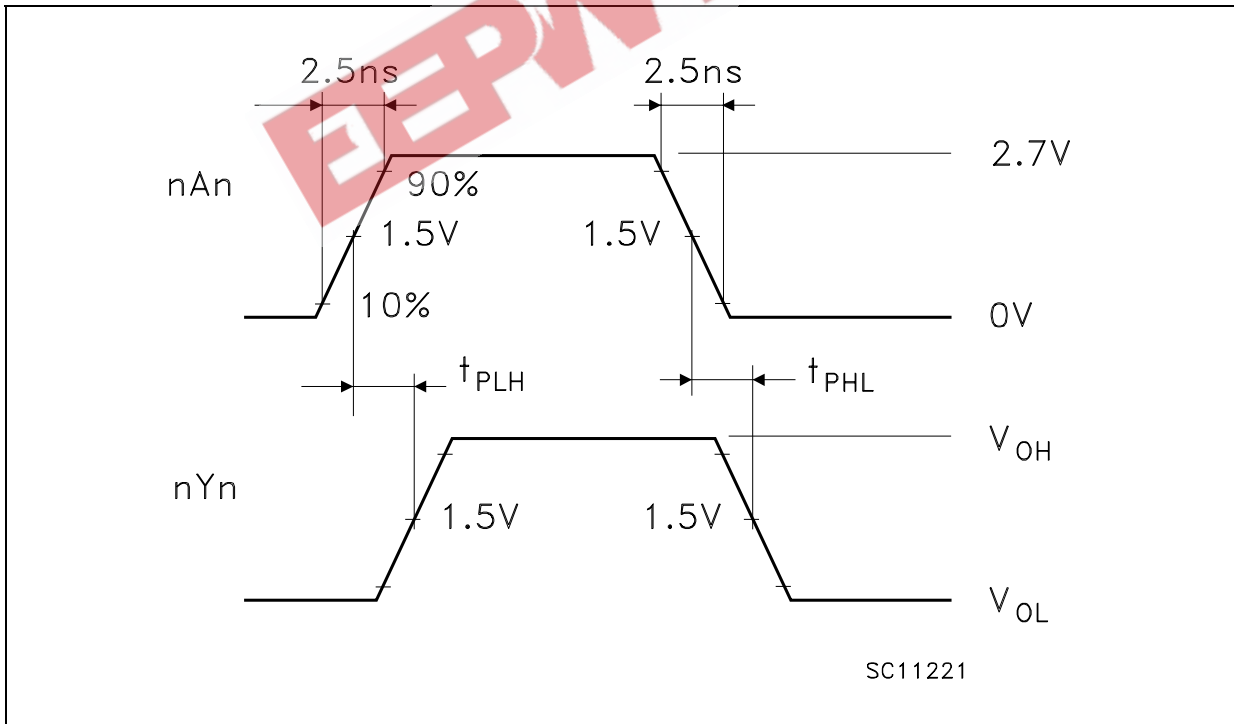 2.5ns 2.5ns
nAn 2.7V
90%
1.5V 1.5V
10% 0V
tPLH tPHL
VOH
nYn
1.5V 1.5V
VOL
SC11221